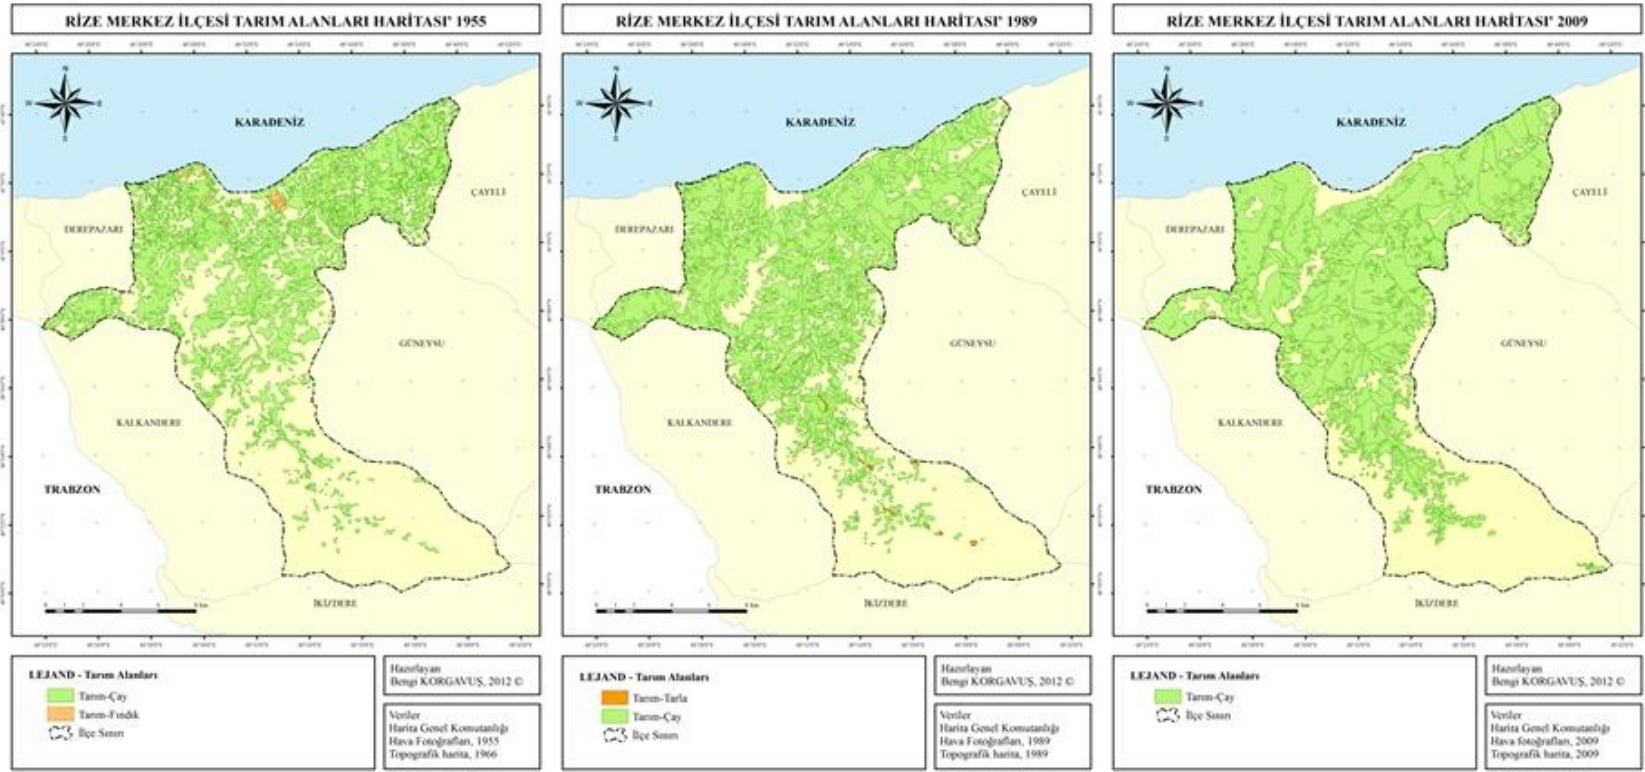 RİZE MERKEZ İLÇESİ TARIM ALANLARI HARİTASI' 1955
N
W
KARADENİZ
ÇAYELİ
DEREPAZARI
GÜNEYSU
KALKANDERE
TRABZON
İKİZDERE
LEJAND - Tarım Alanları
Tarım-Çay
Tarım-Fındık
İlçe Sınırı
Hazırlayan
Bengi KORGAVUŞ, 2012 ©
Veriler
Harita Genel Komutanlığı
Hava Fotoğrafları, 1955
Topografik harita, 1966
RİZE MERKEZ İLÇESİ TARIM ALANLARI HARİTASI' 1989
N
W
KARADENİZ
ÇAYELİ
DEREPAZARI
GÜNEYSU
KALKANDERE
TRABZON
İKİZDERE
LEJAND - Tarım Alanları
Tarım-Tarla
Tarım-Çay
İlçe Sınırı
Hazırlayan
Bengi KORGAVUŞ, 2012 ©
Veriler
Harita Genel Komutanlığı
Hava Fotoğrafları, 1989
Topografik harita, 1989
RİZE MERKEZ İLÇESİ TARIM ALANLARI HARİTASI' 2009
N
W
KARADENİZ
ÇAYELİ
DEREPAZARI
GÜNEYSU
KALKANDERE
TRABZON
İKİZDERE
LEJAND - Tarım Alanları
Tarım-Çay
İlçe Sınırı
Hazırlayan
Bengi KORGAVUŞ, 2012 ©
Veriler
Harita Genel Komutanlığı
Hava fotoğrafları, 2009
Topografik harita, 2009